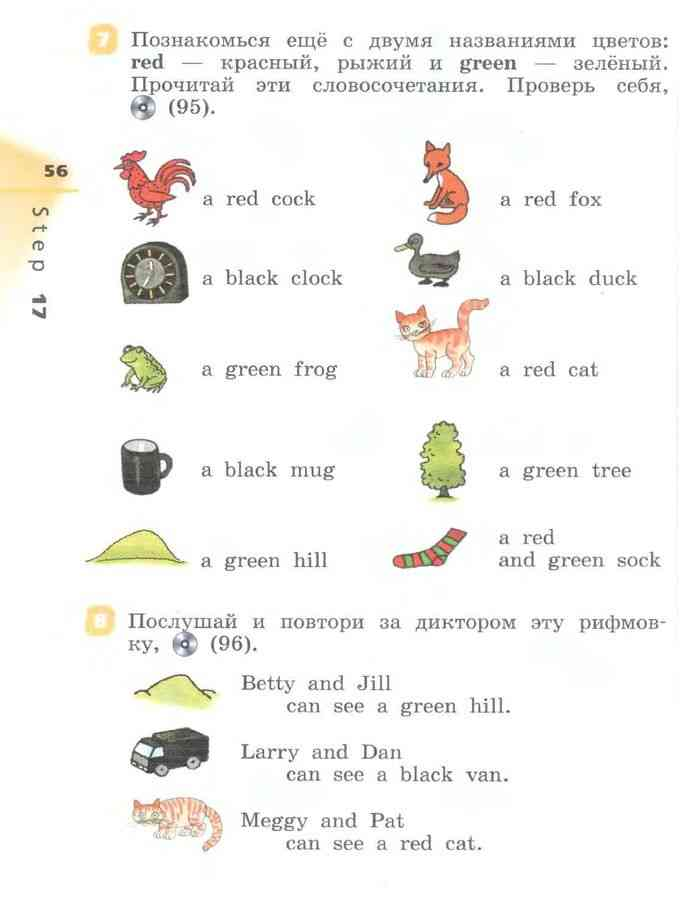 7 Познакомься ещё с двумя названиями цветов:
red — красный, рыжий и green — зелёный.
Прочитай эти словосочетания. Проверь себя,
(95).
56
Step 17
a red cock
a red fox
a black clock
a black duck
a green frog
a red cat
a black mug
a green tree
a green hill
a red
and green sock
8 Послушай и повтори за диктором эту рифмов-
ку, (96).
Betty and Jill
can see a green hill.
Larry and Dan
can see a black van.
Meggy and Pat
can see a red cat.